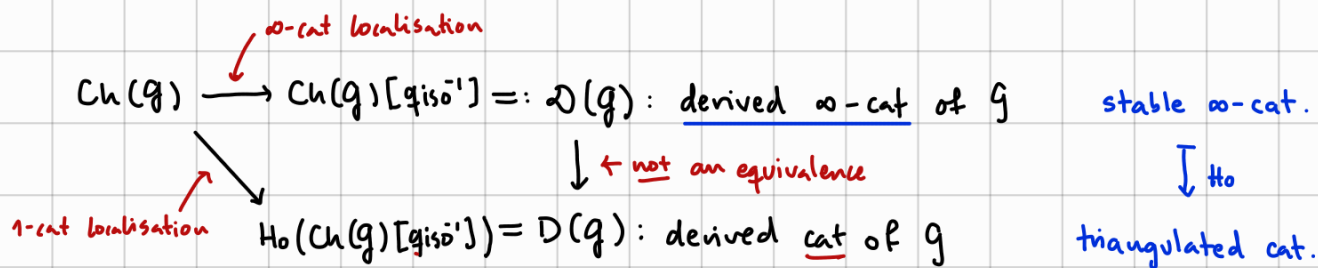 ∞-cat localisation
Ch(g) → Ch(g)[qiso⁻¹] =: 𝒟(g) : derived ∞-cat of g stable ∞-cat.
↓ ← not an equivalence ↓ Ho
1-cat localisation Ho(Ch(g)[qiso⁻¹]) = D(g) : derived cat of g triangulated cat.